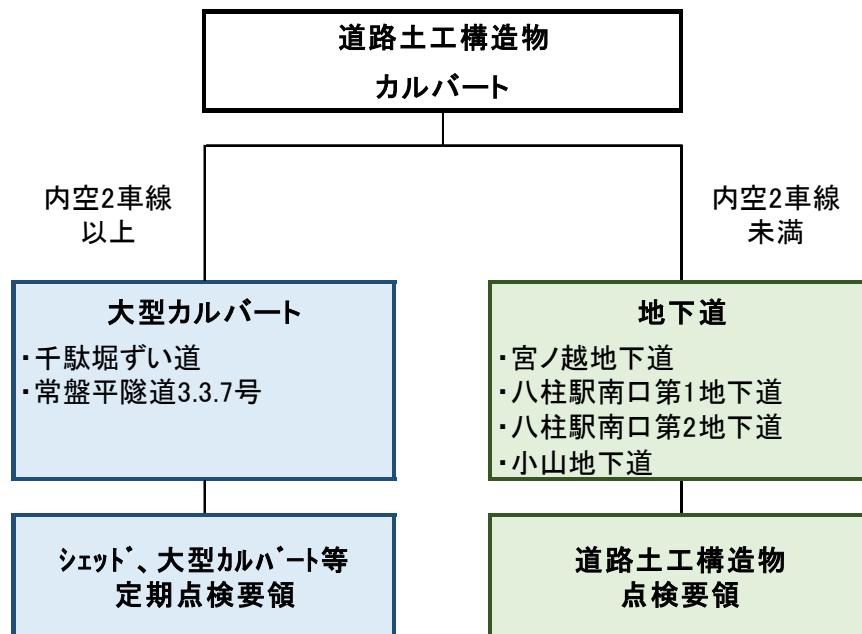 道路土工構造物
カルバート
内空2車線
以上
内空2車線
未満
大型カルバート
・千駄堀ずい道
・常盤平隧道3.3.7号
地下道
・宮ノ越地下道
・八柱駅南口第1地下道
・八柱駅南口第2地下道
・小山地下道
ｼｪｯﾄﾞ、大型ｶﾙﾊﾞｰﾄ等
定期点検要領
道路土工構造物
点検要領